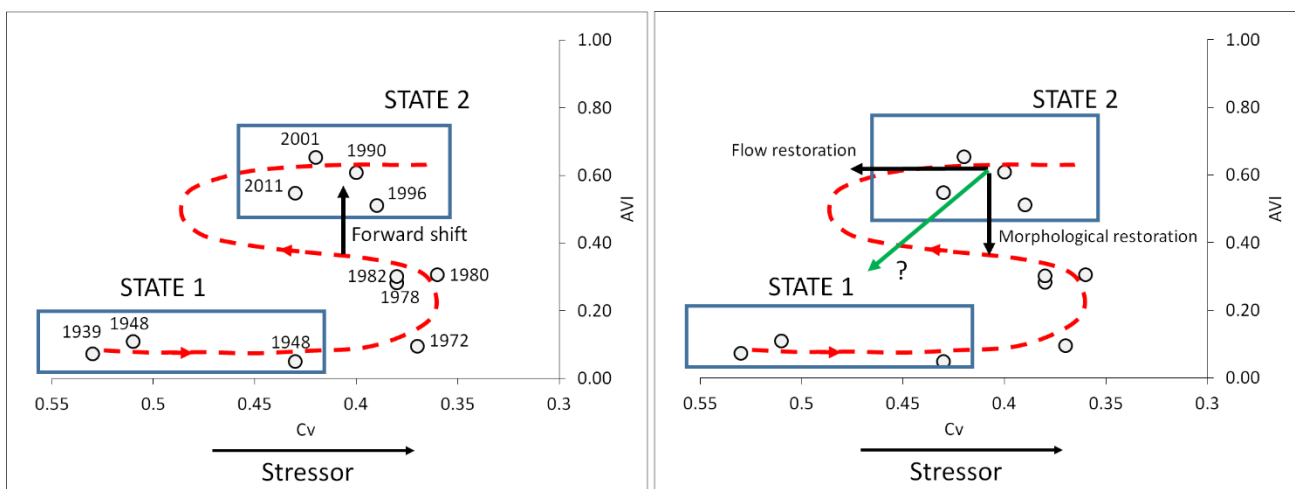 1.00
STATE 2
0.80
2001
1990
0.60
2011
1996
AVI
Forward shift
0.40
1982
1980
1978
STATE 1
0.20
1939
1948
1948
1972
0.00
0.55
0.5
0.45
0.4
0.35
0.3
Cv
Stressor
1.00
STATE 2
0.80
Flow restoration
0.60
AVI
Morphological restoration
0.40
?
STATE 1
0.20
0.00
0.55
0.5
0.45
0.4
0.35
0.3
Cv
Stressor